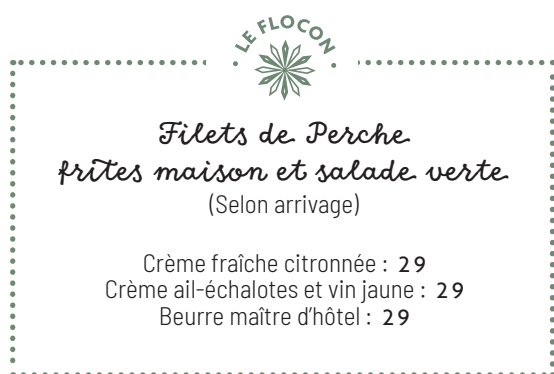 LE FLOCON
Filets de Perche
frites maison et salade verte
(Selon arrivage)
Crème fraîche citronnée : 29
Crème ail-échalotes et vin jaune : 29
Beurre maître d'hôtel : 29